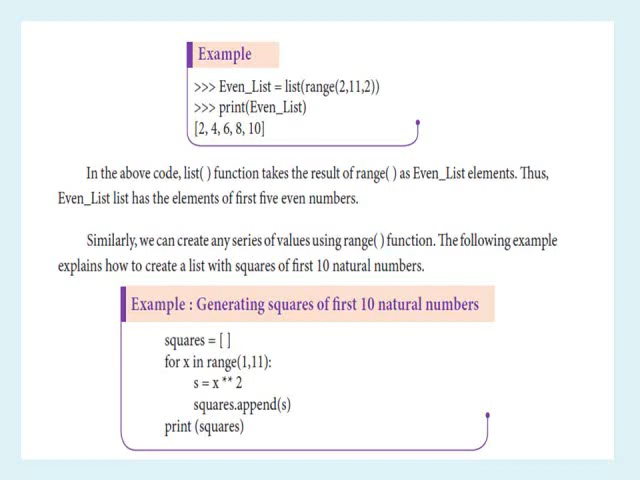 Example
>>> Even_List = list(range(2,11,2))
>>> print(Even_List)
[2, 4, 6, 8, 10]
In the above code, list( ) function takes the result of range( ) as Even_List elements. Thus,
Even_List list has the elements of first five even numbers.
Similarly, we can create any series of values using range( ) function. The following example
explains how to create a list with squares of first 10 natural numbers.
Example : Generating squares of first 10 natural numbers
squares = [ ]
for x in range(1,11):
s = x ** 2
squares.append(s)
print (squares)